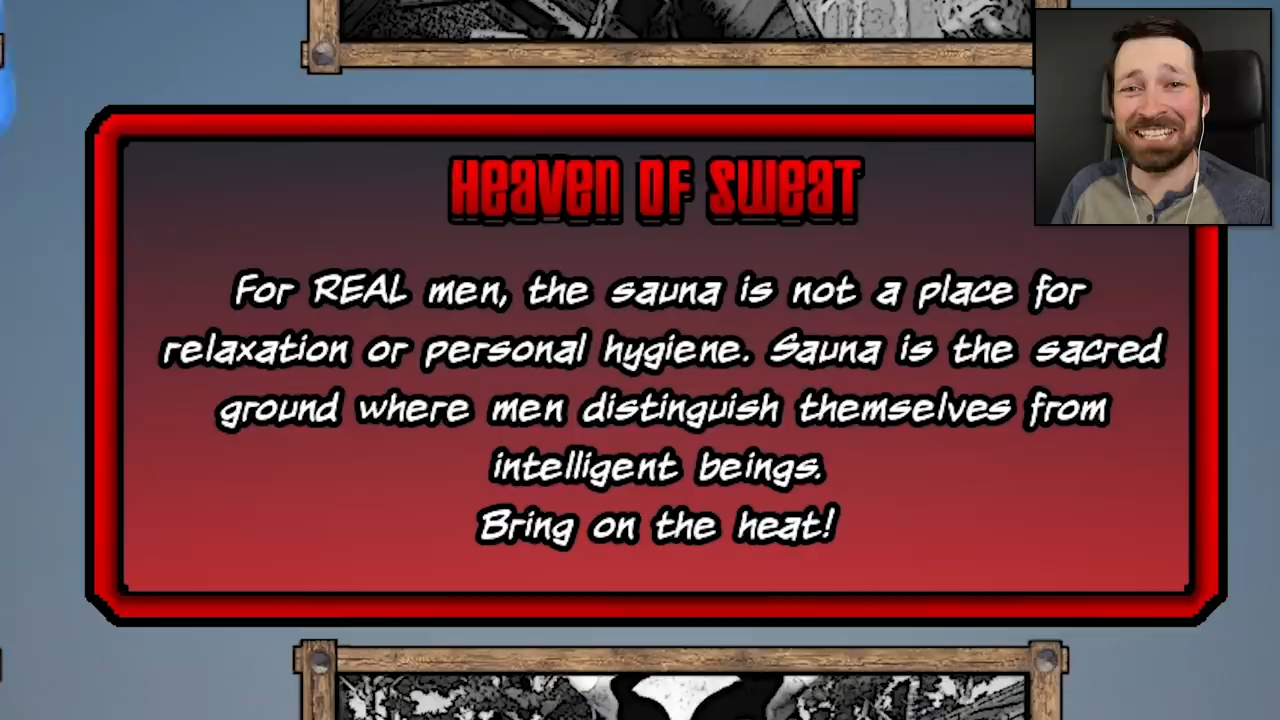 HEAVEN OF SWEAT
For REAL men, the sauna is not a place for
relaxation or personal hygiene. Sauna is the sacred
ground where men distinguish themselves from
intelligent beings.
Bring on the heat!